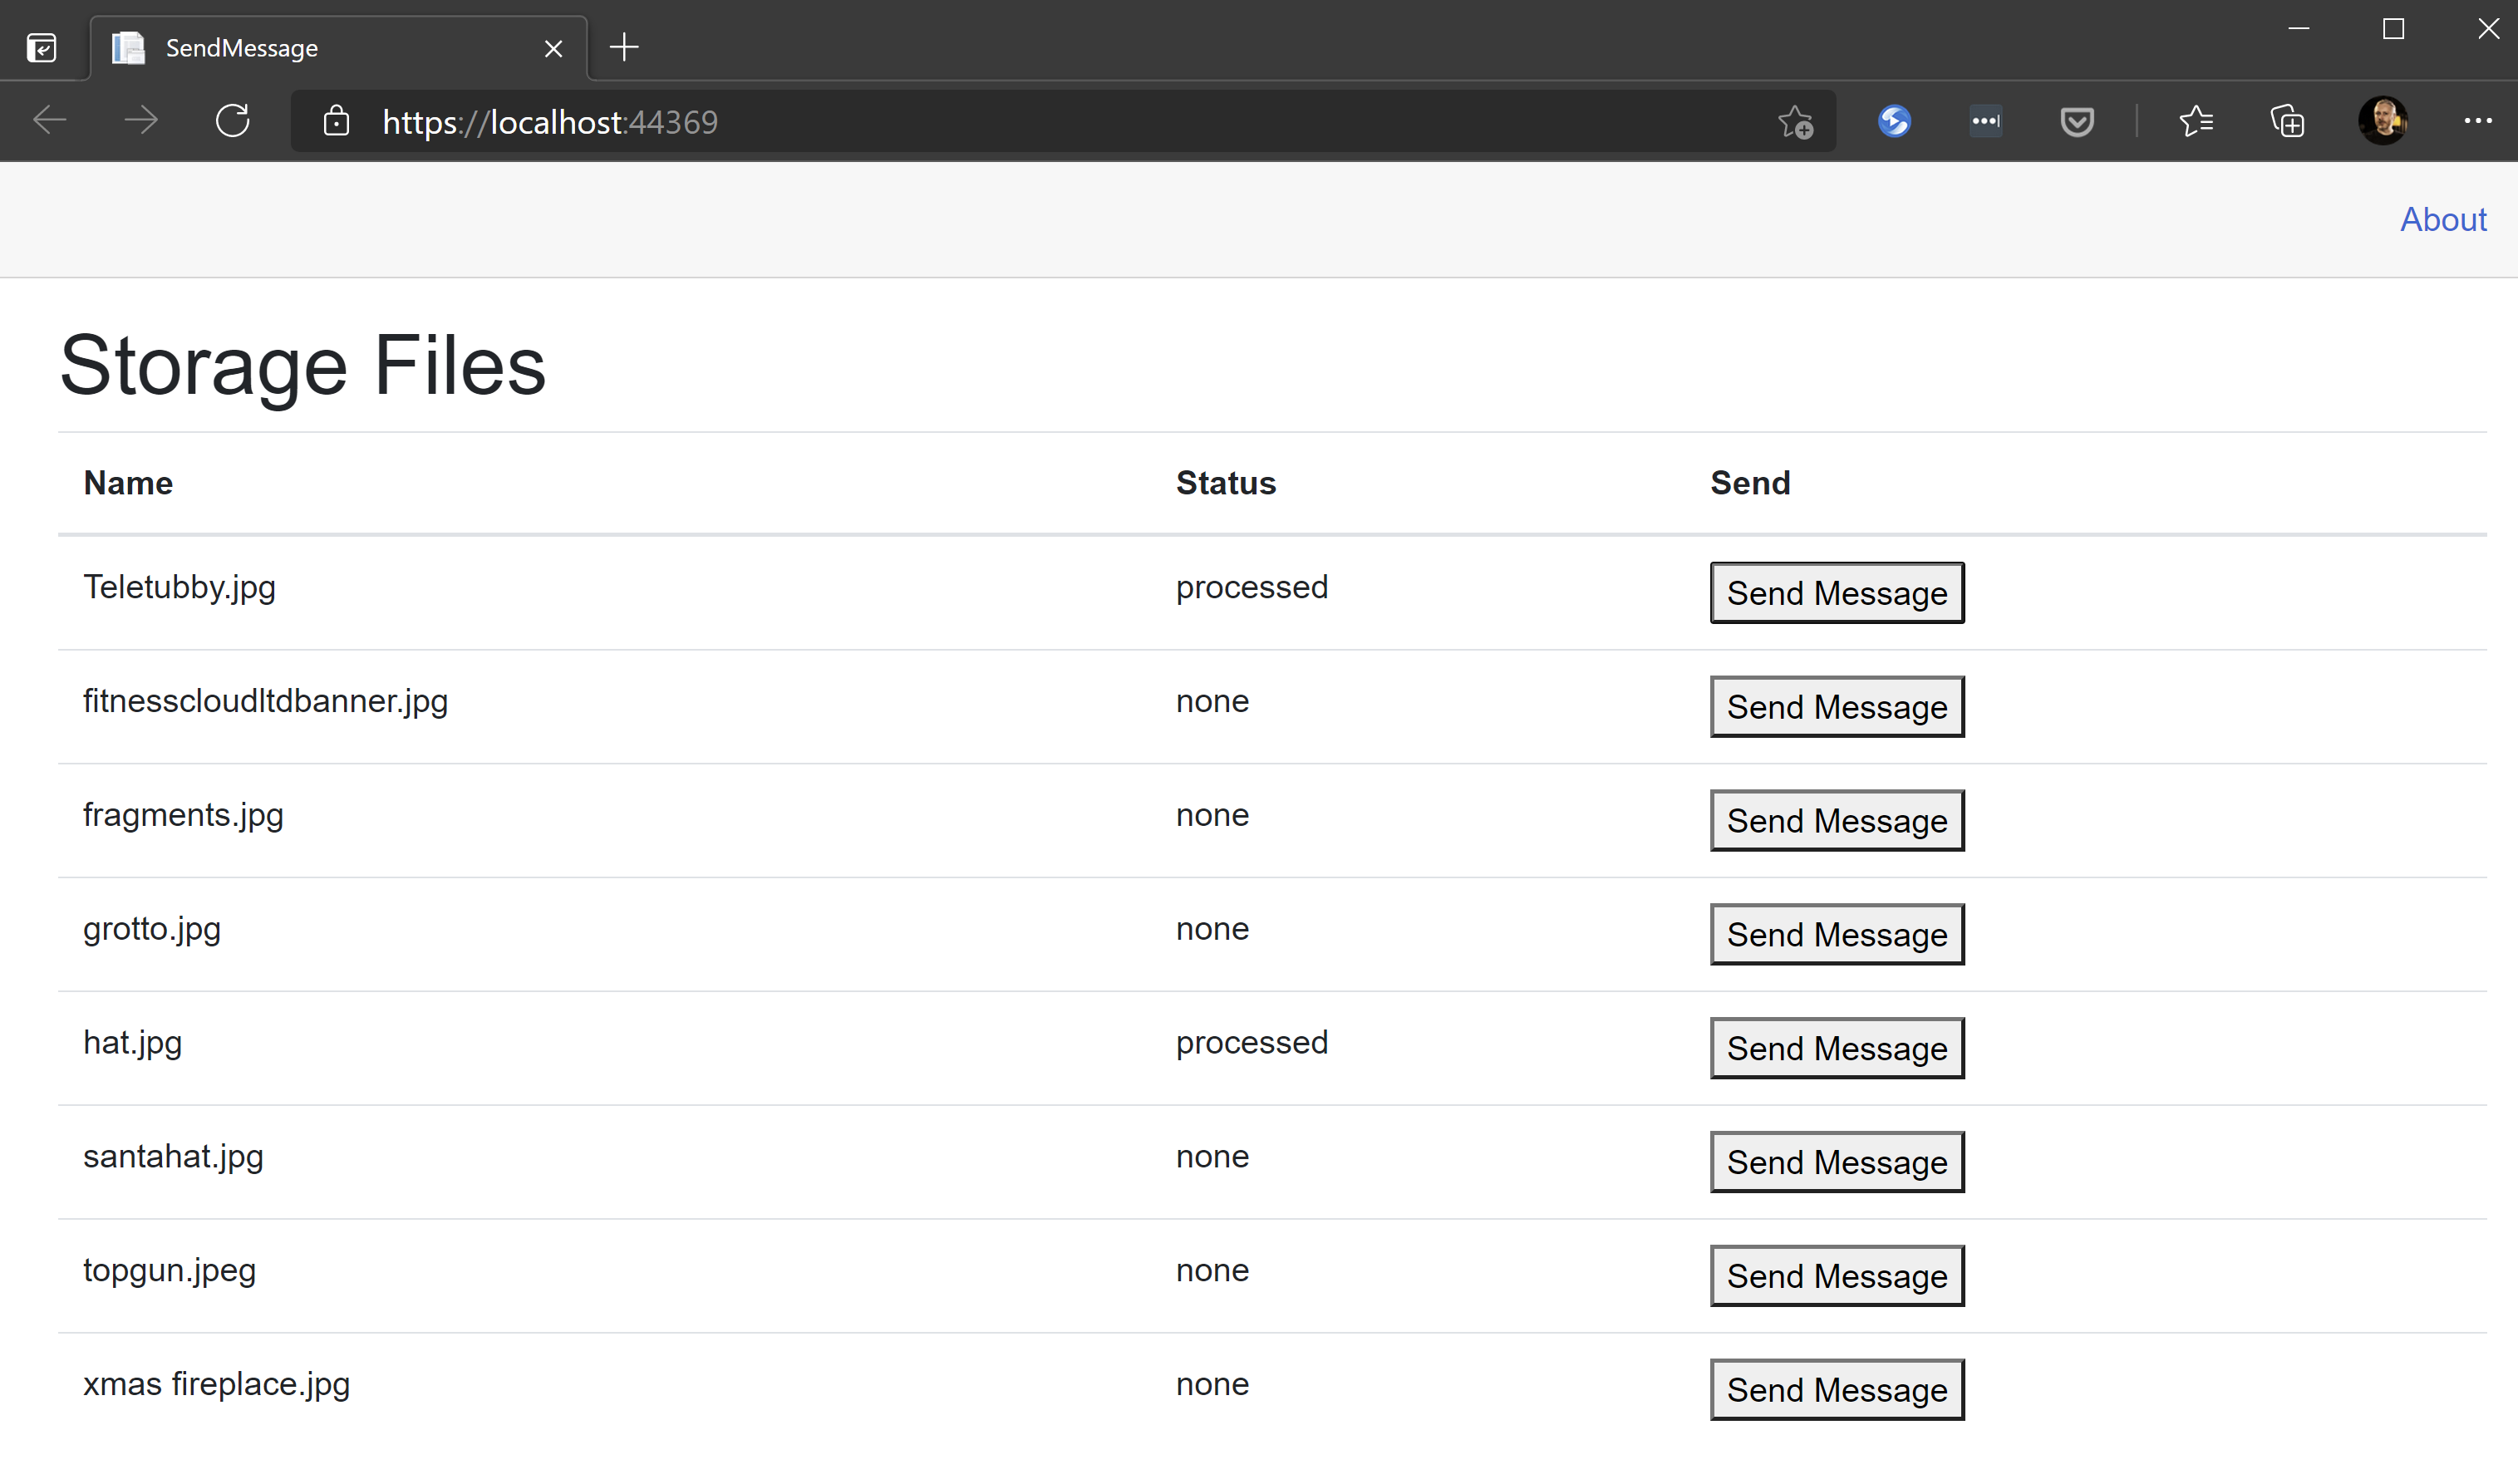 SendMessage
https://localhost:44369
About
Storage Files
Name Status Send
Teletubby.jpg processed Send Message
fitnesscloudltdbanner.jpg none Send Message
fragments.jpg none Send Message
grotto.jpg none Send Message
hat.jpg processed Send Message
santahat.jpg none Send Message
topgun.jpeg none Send Message
xmas fireplace.jpg none Send Message